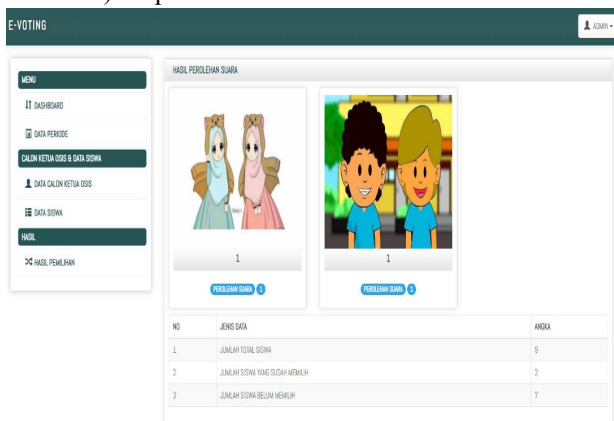 E-VOTING
ADMIN
MENU
DASHBOARD
DATA PERIODE
CALON KETUA OSIS & DATA SISWA
DATA CALON KETUA OSIS
DATA SISWA
HASIL
HASIL PEMILIHAN
HASIL PEROLEHAN SUARA
1
1
PEROLEHAN SUARA 1
PEROLEHAN SUARA 1
NO JENIS DATA ANGKA
1 JUMLAH TOTAL SISWA 9
2 JUMLAH SISWA YANG SUDAH MEMILIH 2
3 JUMLAH SISWA BELUM MEMILIH 7